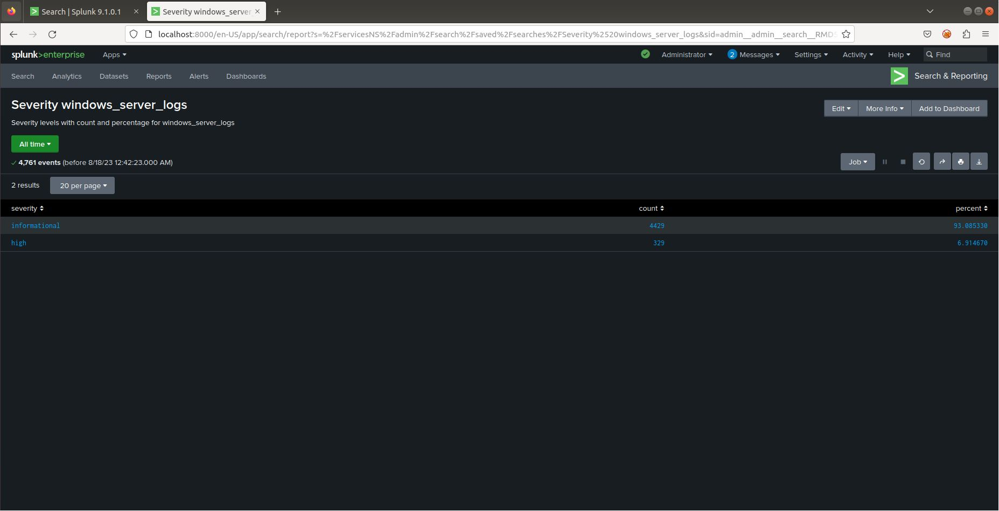 Search | Splunk 9.1.0.1
Severity windows_server_
localhost:8000/en-US/app/search/report?s=%2FservicesNS%2Fadmin%2Fsearch%2Fsaved%2Fsearches%2FSeverity%2520windows_server_logs&sid=admin__admin__search__RMD5
splunk>enterprise Apps Administrator 2 Messages Settings Activity Help Find
Search Analytics Datasets Reports Alerts Dashboards Search & Reporting
Severity windows_server_logs
Edit More Info Add to Dashboard
Severity levels with count and percentage for windows_server_logs
All time
4,761 events (before 8/18/23 12:42:23.000 AM)
Job
2 results 20 per page
severity count percent
informational 4429 93.085330
high 329 6.914670